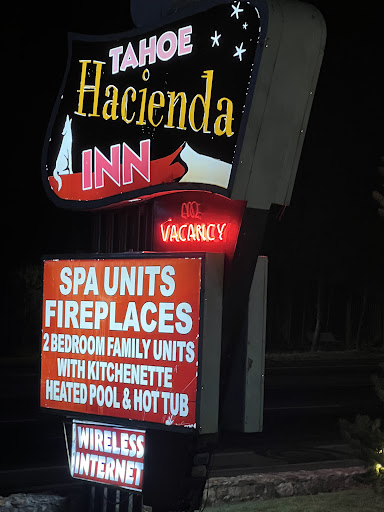 TAHOE
Hacienda
INN
VACANCY
SPA UNITS
FIREPLACES
2 BEDROOM FAMILY UNITS
WITH KITCHENETTE
HEATED POOL & HOT TUB
WIRELESS
INTERNET